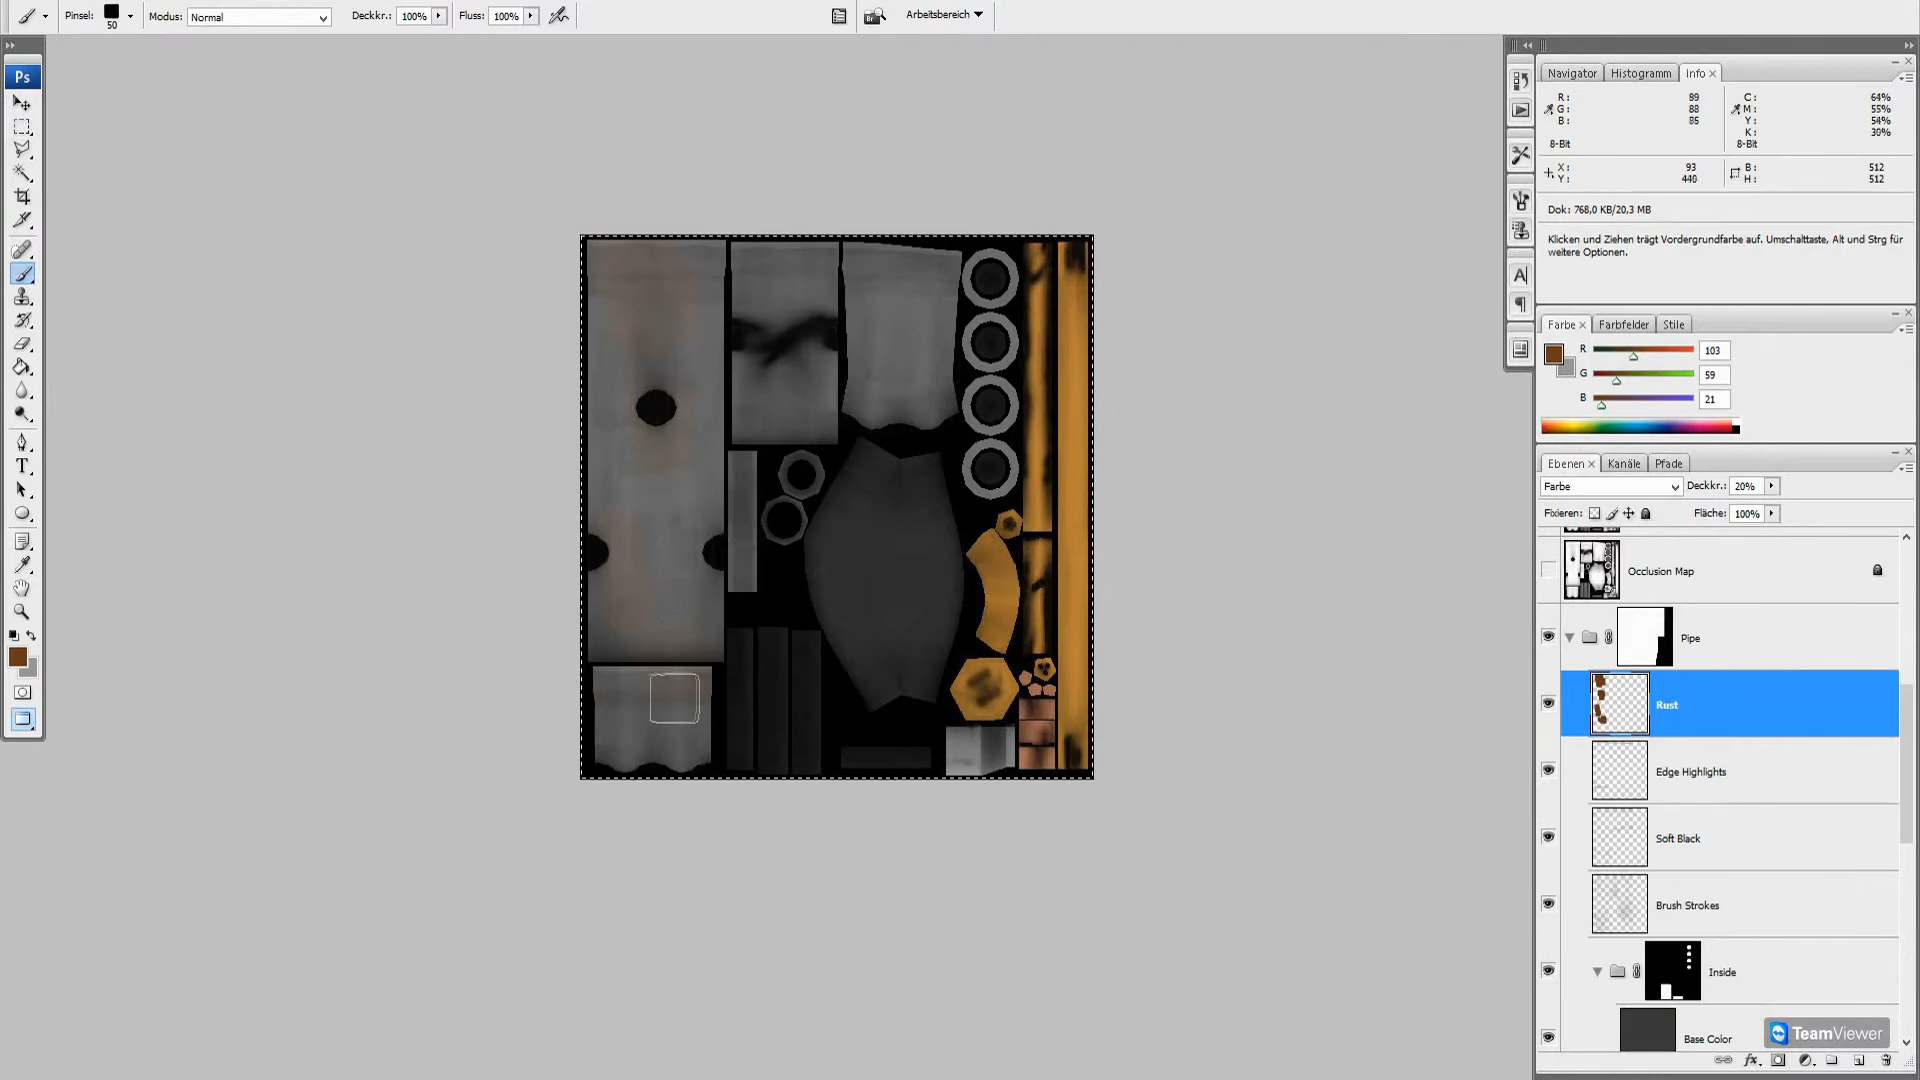 Pinsel: 50 Modus: Normal Deckkr.: 100% Fluss: 100% Arbeitsbereich
Ps
Navigator Histogramm Info
R: 89 C: 64%
G: 88 M: 55%
B: 85 Y: 54%
K: 30%
8-Bit 8-Bit
X: 93 B: 512
Y: 440 H: 512
Dok: 768,0 KB/20,3 MB
Klicken und Ziehen trägt Vordergrundfarbe auf. Umschalttaste, Alt und Strg für
weitere Optionen.
Farbe Farbfelder Stile
R 103
G 59
B 21
Ebenen Kanäle Pfade
Farbe Deckkr.: 20%
Fixieren: Fläche: 100%
Occlusion Map
Pipe
Rust
Edge Highlights
Soft Black
Brush Strokes
Inside
Base Color
TeamViewer